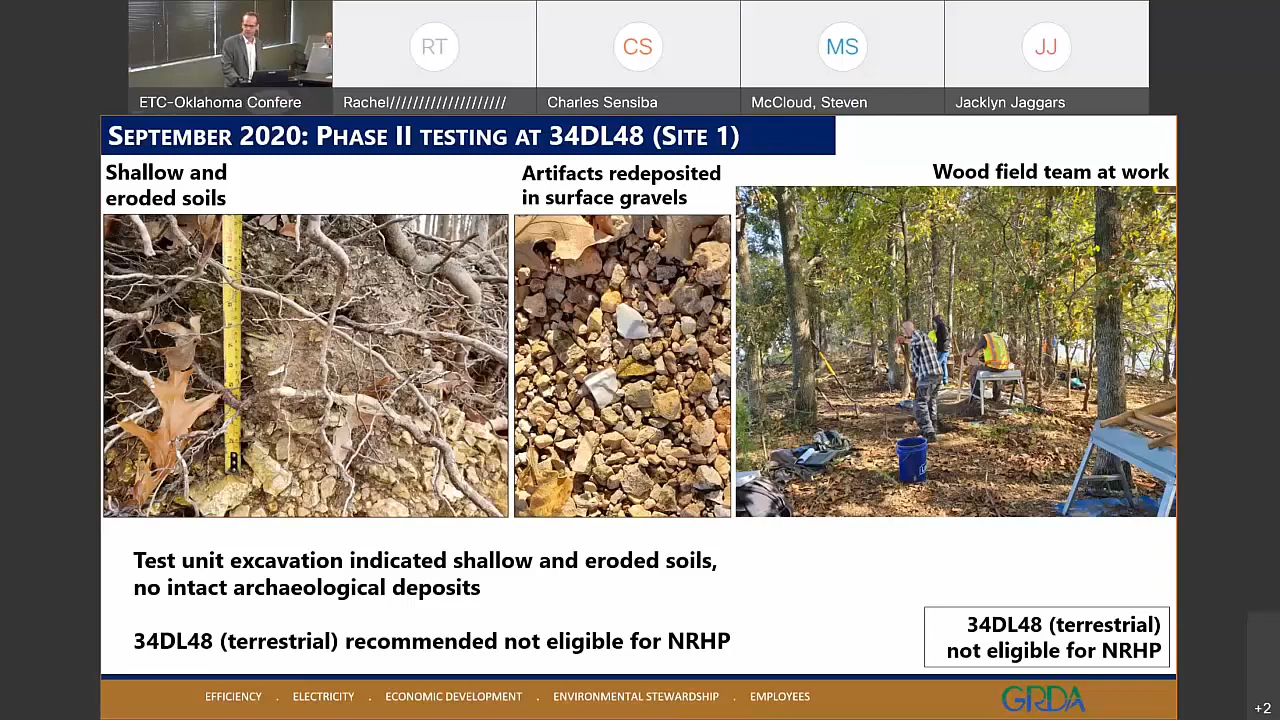 RT
CS
MS
JJ
ETC-Oklahoma Confere
Rachel////////////////////
Charles Sensiba
McCloud, Steven
Jacklyn Jaggars
SEPTEMBER 2020: PHASE II TESTING AT 34DL48 (SITE 1)
Shallow and
eroded soils
Artifacts redeposited
in surface gravels
Wood field team at work
Test unit excavation indicated shallow and eroded soils,
no intact archaeological deposits
34DL48 (terrestrial) recommended not eligible for NRHP
34DL48 (terrestrial)
not eligible for NRHP
EFFICIENCY . ELECTRICITY . ECONOMIC DEVELOPMENT . ENVIRONMENTAL STEWARDSHIP . EMPLOYEES
GRDA
+2